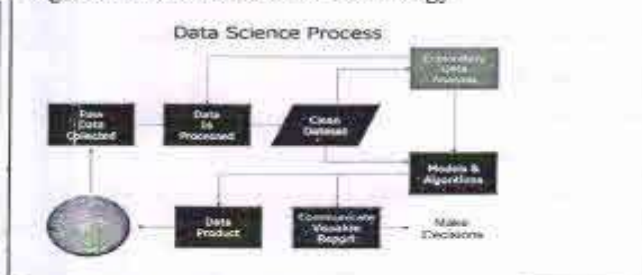 Data Science Process
Exploratory
Data
Analysis
Raw
Data
Collected
Data
Is
Processed
Clean
Dataset
Models &
Algorithms
Data
Product
Communicate
Visualize
Report
Make
Decisions